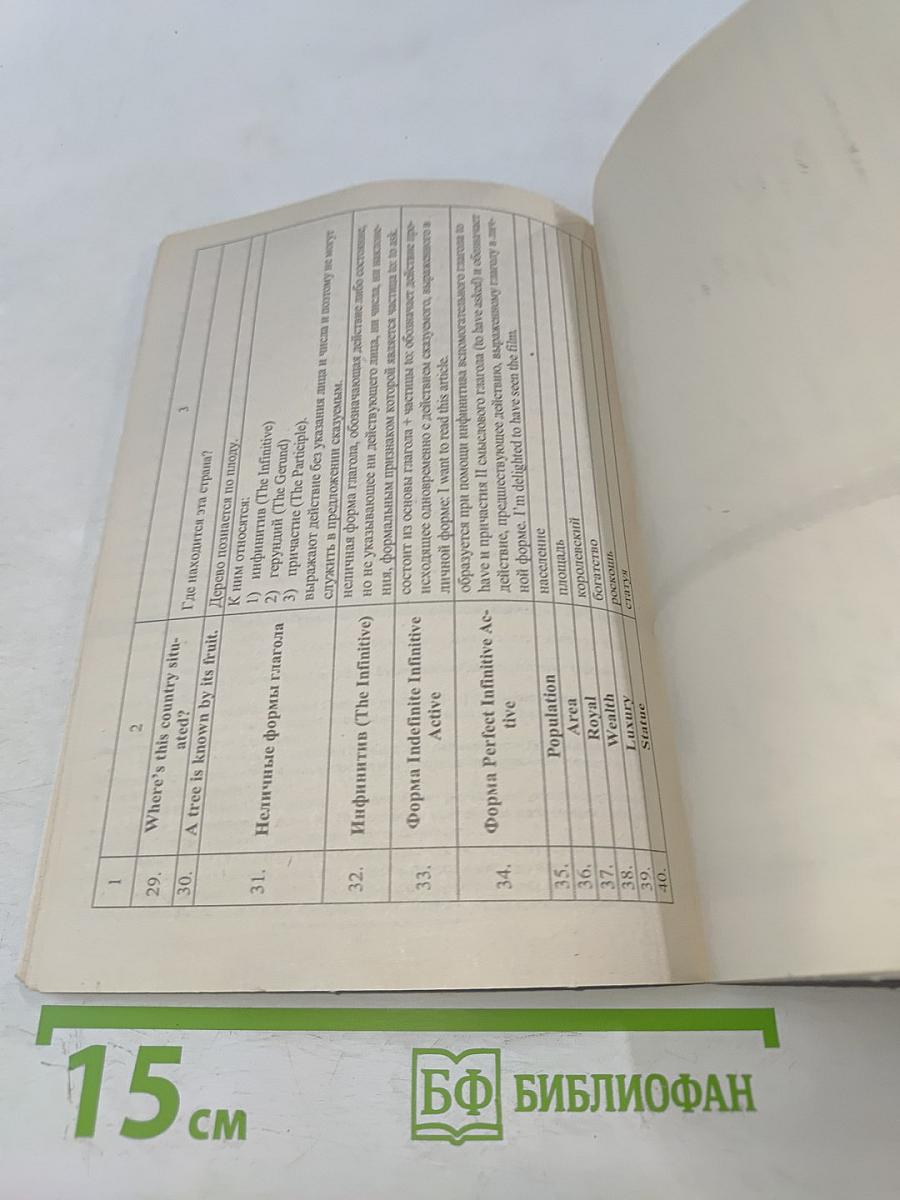 1 2 3
29. Where's this country situ-
ated?
Где находится эта страна?
30. A tree is known by its fruit. Дерево познается по плоду.
31. Неличные формы глагола
К ним относятся:
1) инфинитив (The Infinitive)
2) герундий (The Gerund)
3) причастие (The Participle).
выражают действие без указания лица и числа и поэтому не могут
служить в предложении сказуемым.
32. Инфинитив (The Infinitive)
неличная форма глагола, обозначающая действие либо состояние,
но не указывающее ни действующего лица, ни числа, ни наклоне-
ния, формальным признаком которой является частица to: to ask.
33. Форма Indefinite Infinitive
Active
состоит из основы глагола + частицы to: обозначает действие про-
исходящее одновременно с действием сказуемого, выраженного в
личной форме: I want to read this article.
34. Форма Perfect Infinitive Ac-
tive
образуется при помощи инфинитива вспомогательного глагола to
have и причастия II смыслового глагола (to have asked) и обозначает
действие, предшествующее действию, выраженному глаголу в лич-
ной форме. I'm delighted to have seen the film.
35. Population население
36. Area площадь
37. Royal королевский
38. Wealth богатство
39. Luxury роскошь
40. Statue статуя
15 см
БФ БИБЛИОФАН